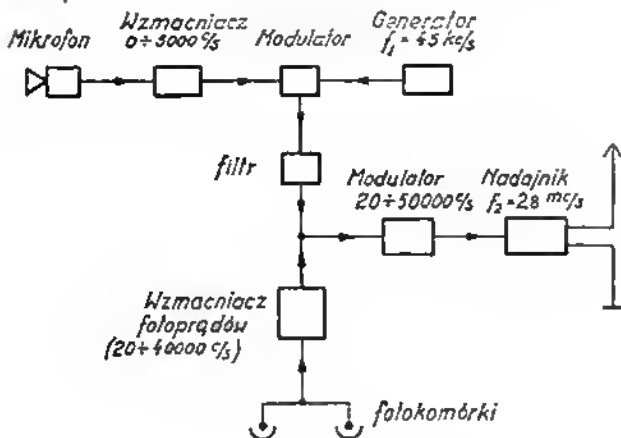 Mikrofon
Wzmacniacz
0÷5000 c/s
Modulator
Generator
f₁ = 45 kc/s
filtr
Modulator
20÷50000 c/s
Nadajnik
f₂ = 28 mc/s
Wzmacniacz
fotoprądów
(20÷40000 c/s)
fotokomórki